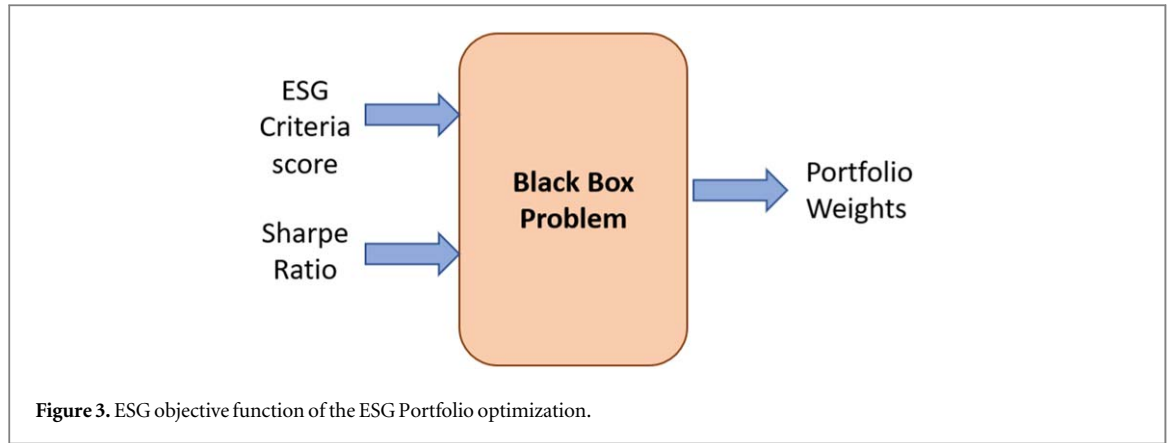 ESG
Criteria
score
Sharpe
Ratio
Black Box
Problem
Portfolio
Weights
Figure 3. ESG objective function of the ESG Portfolio optimization.